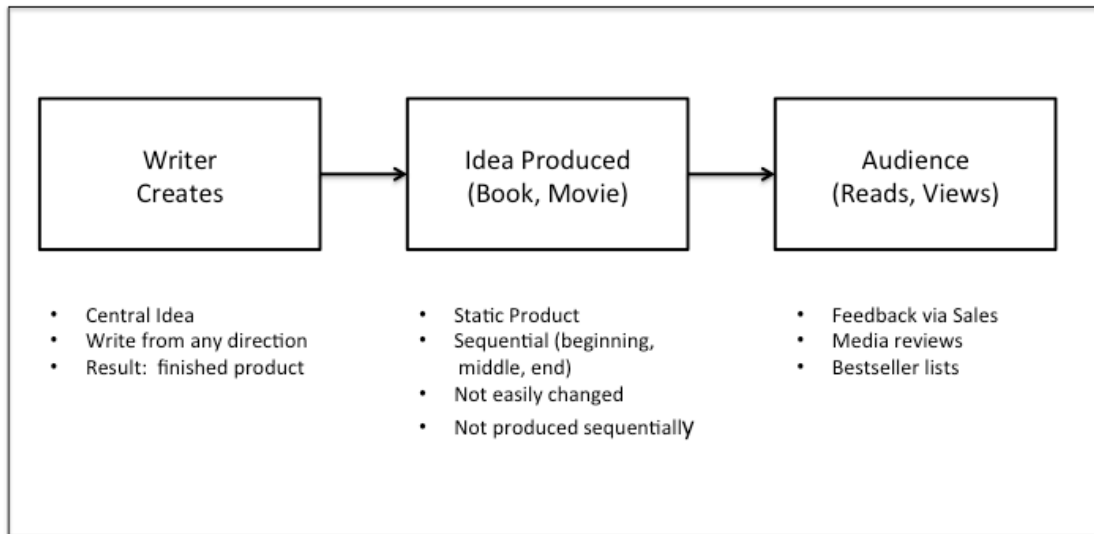 Writer
Creates
Idea Produced
(Book, Movie)
Audience
(Reads, Views)
• Central Idea
• Write from any direction
• Result:  finished product
• Static Product
• Sequential (beginning,
middle, end)
• Not easily changed
• Not produced sequentially
• Feedback via Sales
• Media reviews
• Bestseller lists